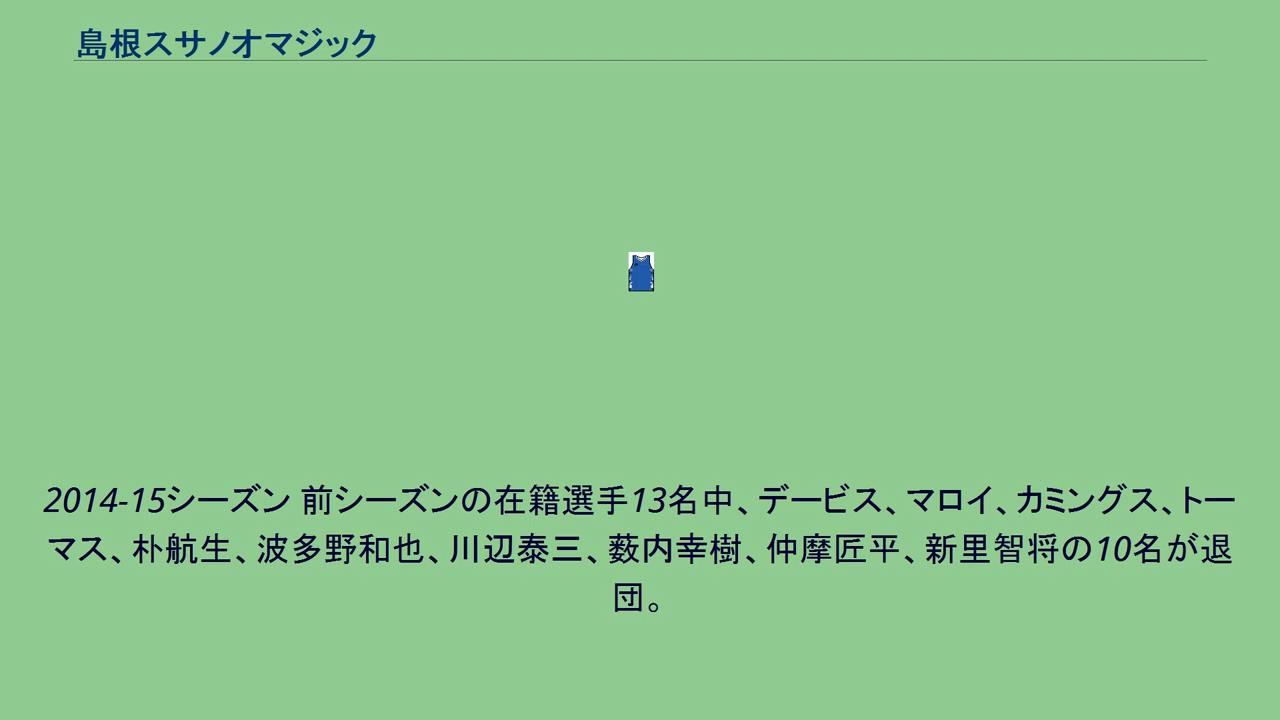 島根スサノオマジック
2014-15シーズン 前シーズンの在籍選手13名中、デービス、マロイ、カミングス、トー
マス、朴航生、波多野和也、川辺泰三、薮内幸樹、仲摩匠平、新里智将の10名が退
団。